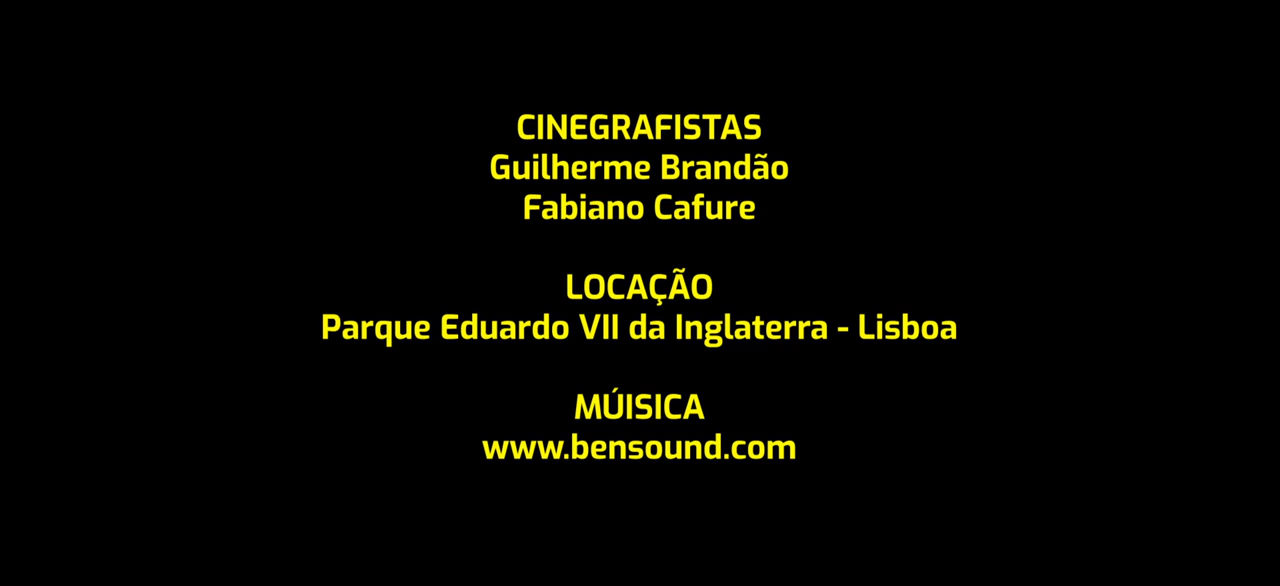 CINEGRAFISTAS
Guilherme Brandão
Fabiano Cafure
LOCAÇÃO
Parque Eduardo VII da Inglaterra - Lisboa
MÚISICA
www.bensound.com